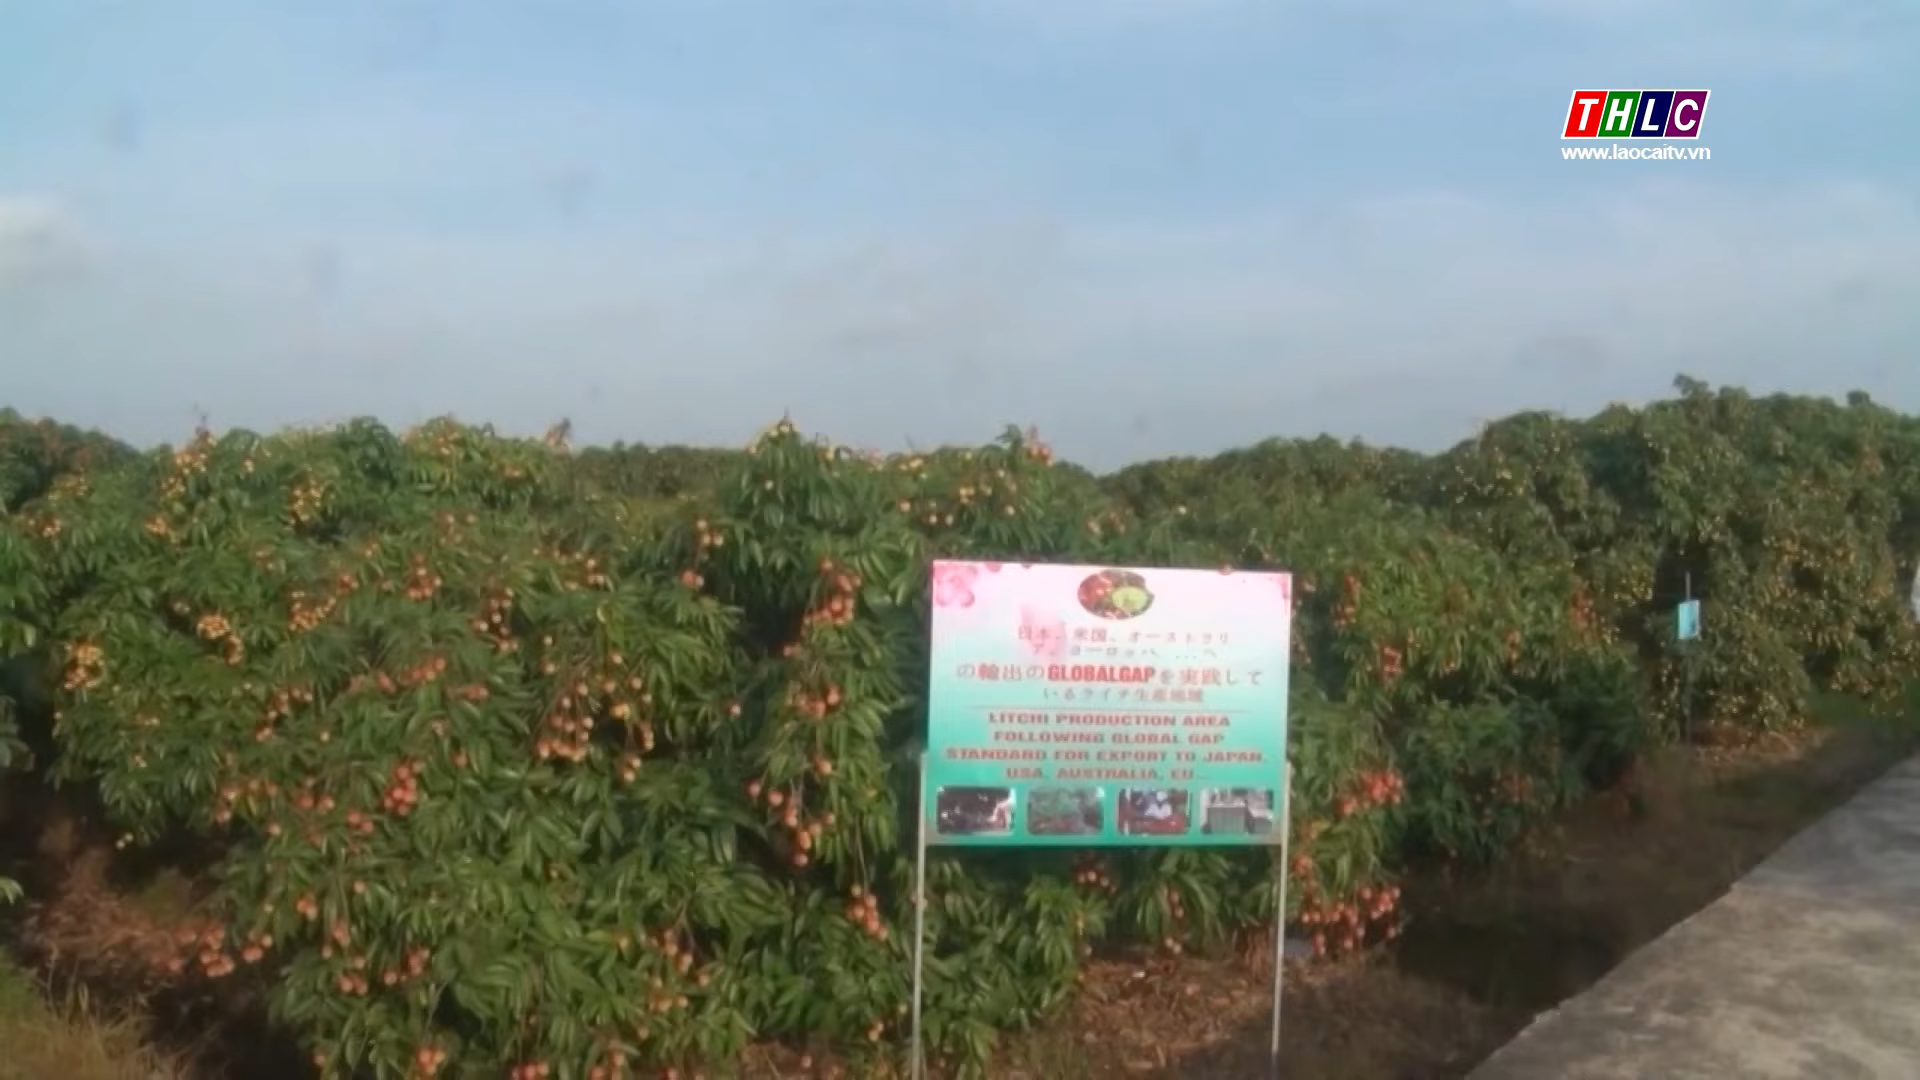 THLC
www.laocaitv.vn
日本、米国、オーストラリ
ア、ヨーロッパ、...へ
の輸出のGLOBALGAPを実践して
いるライチ生産地域
LITCHI PRODUCTION AREA
FOLLOWING GLOBAL GAP
STANDARD FOR EXPORT TO JAPAN,
USA, AUSTRALIA, EU...